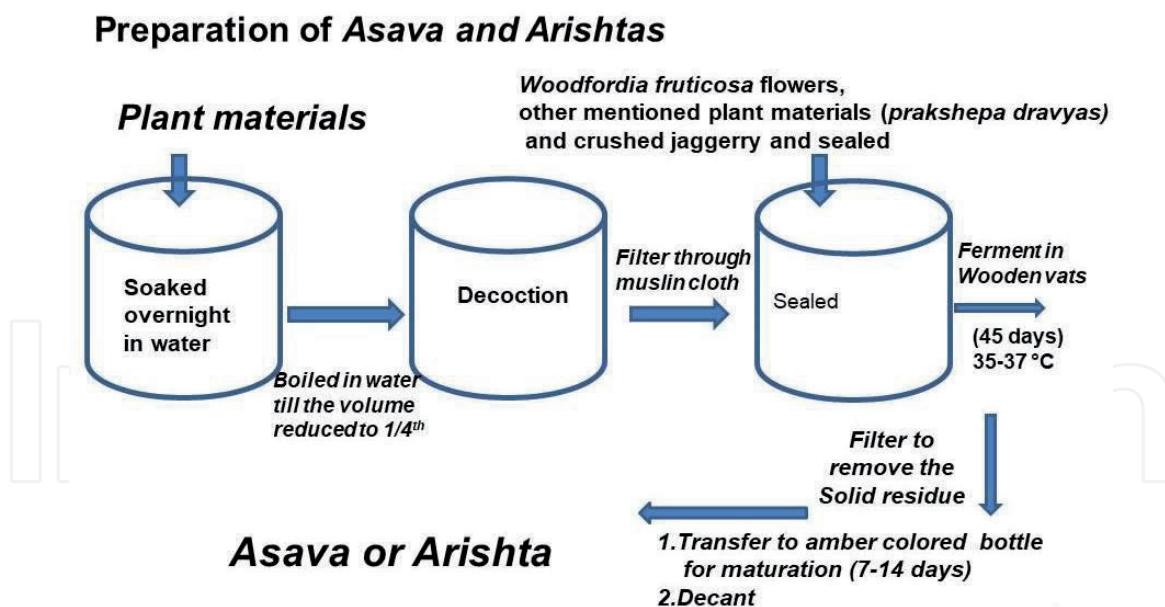 Preparation of Asava and Arishtas
Plant materials
Woodfordia fruticosa flowers,
other mentioned plant materials (prakshepa dravyas)
and crushed jaggerry and sealed
Soaked
overnight
in water
Boiled in water
till the volume
reduced to 1/4th
Decoction
Filter through
muslin cloth
Sealed
Ferment in
Wooden vats
(45 days)
35-37 °C
Filter to
remove the
Solid residue
1.Transfer to amber colored bottle
for maturation (7-14 days)
2.Decant
Asava or Arishta